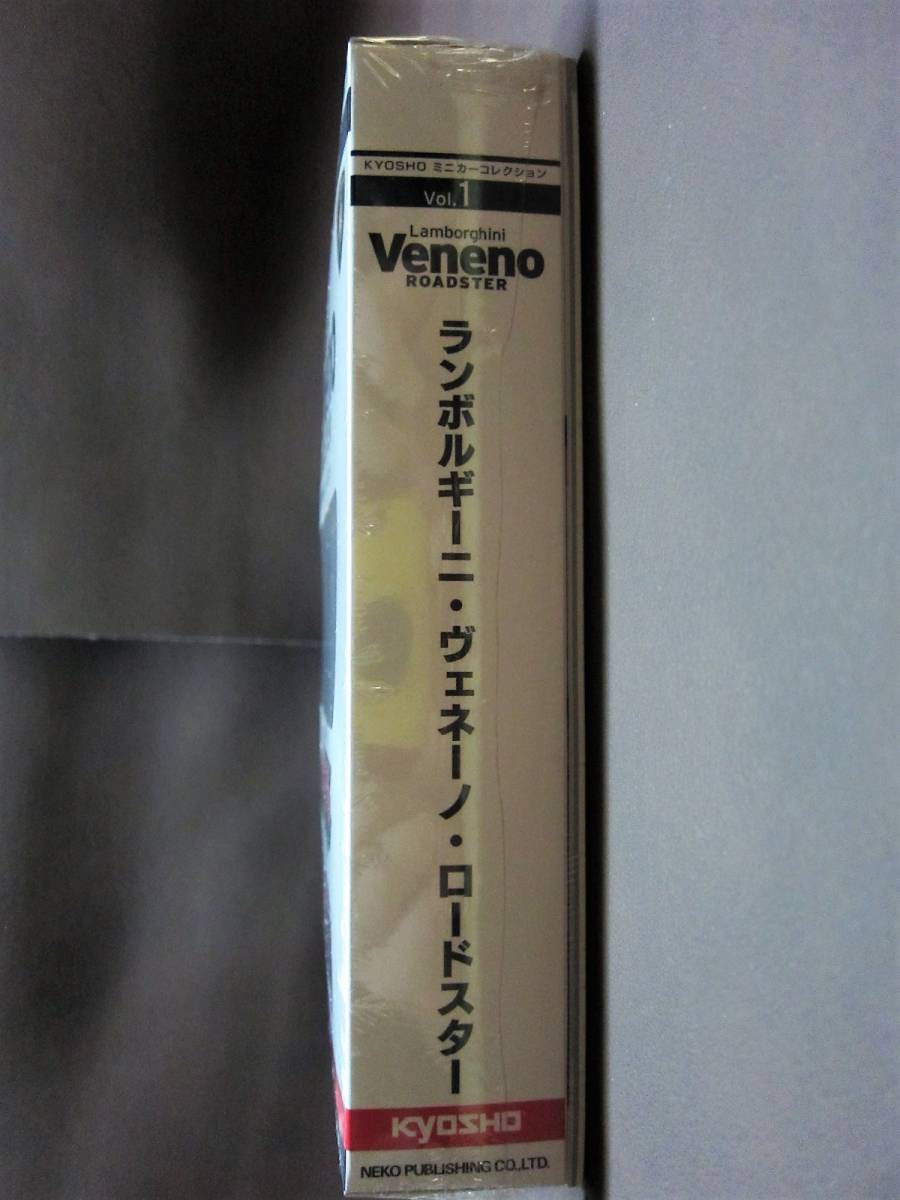 KYOSHO ミニカーコレクション
Vol.1
Lamborghini
Veneno
ROADSTER
ランボルギーニ・ヴェネーノ・ロードスター
KYOSHO
NEKO PUBLISHING CO.,LTD.